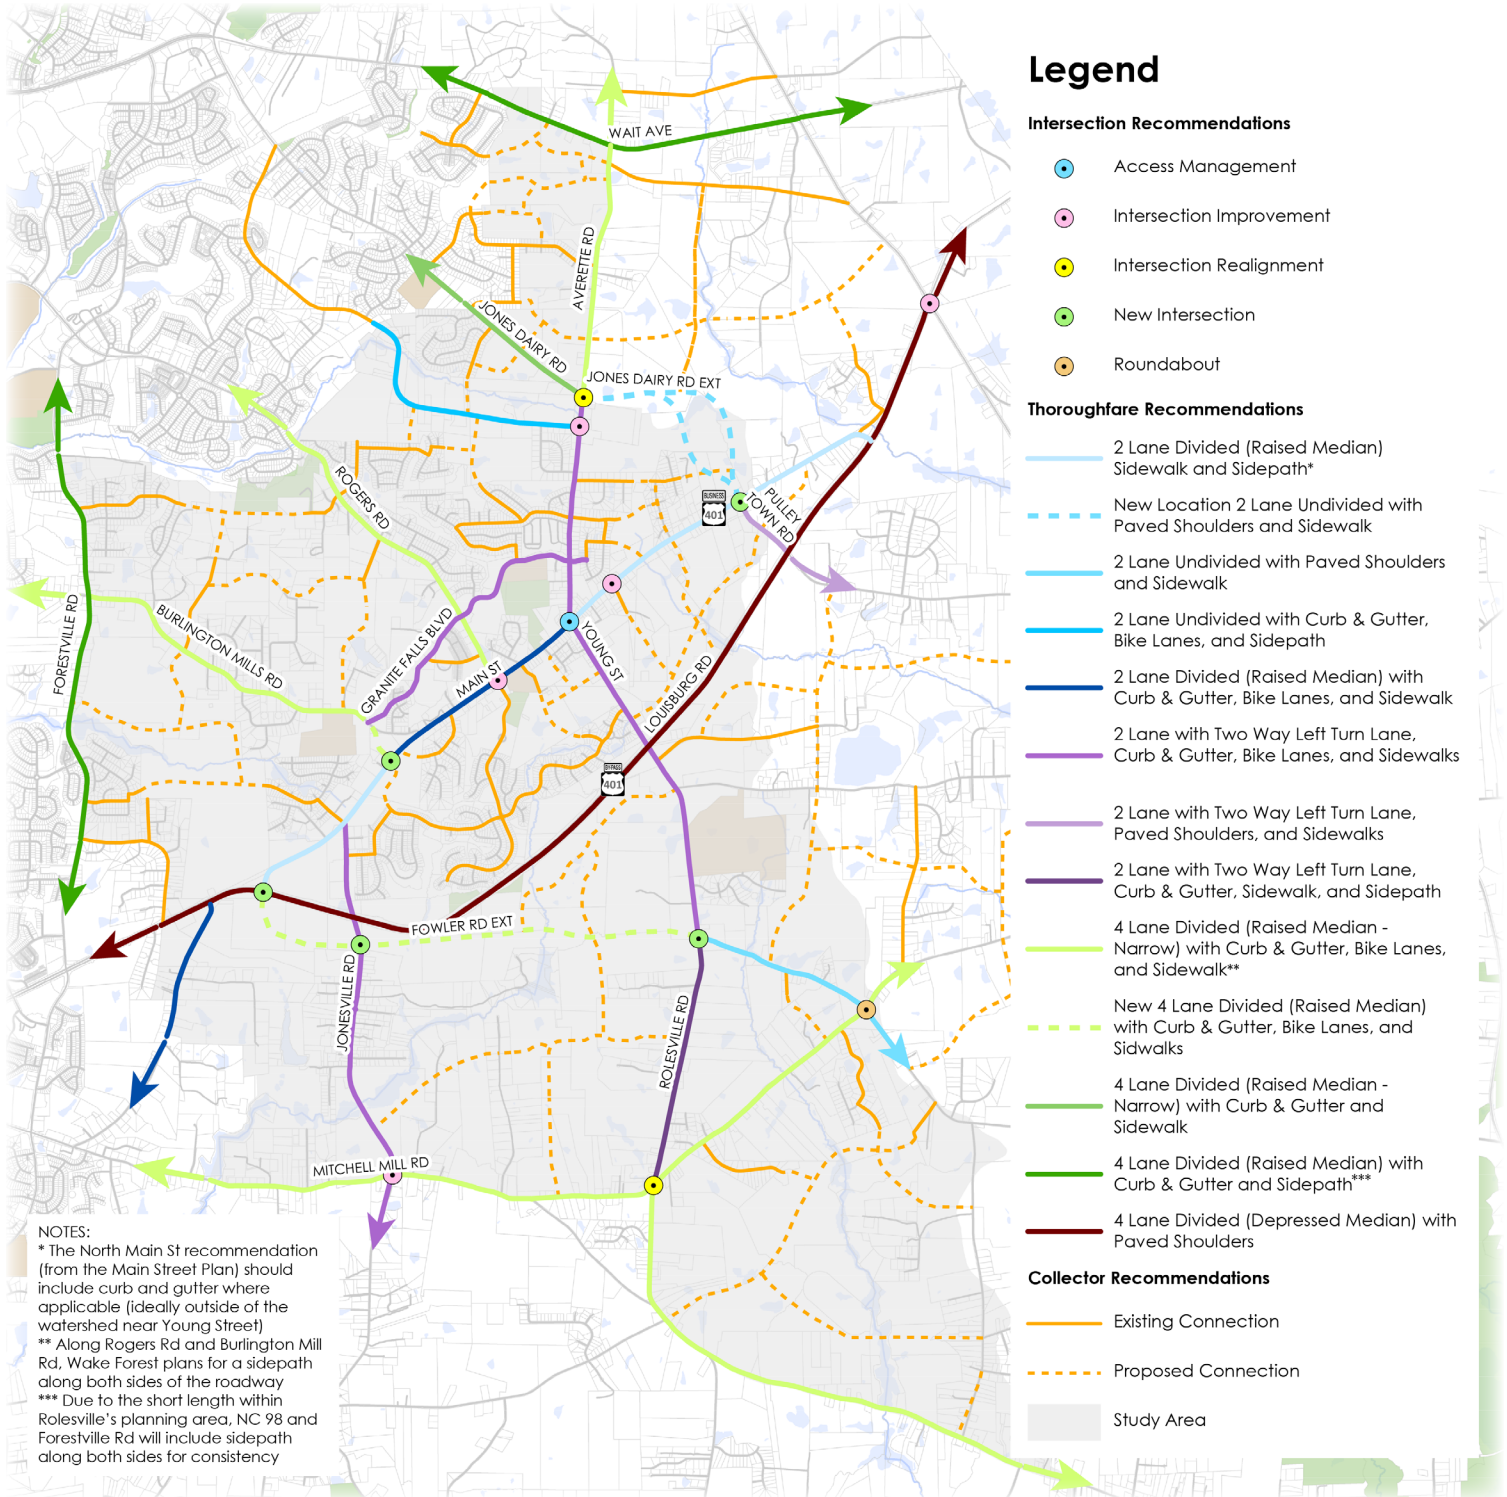 WAIT AVE
AVERETTE RD
JONES DAIRY RD
JONES DAIRY RD EXT
ROGERS RD
BUSINESS
401
PULLEY
TOWN RD
FORESTVILLE RD
BURLINGTON MILLS RD
GRANITE FALLS BLVD
MAIN ST
YOUNG ST
LOUISBURG RD
BYPASS
401
FOWLER RD EXT
JONESVILLE RD
ROLESVILLE RD
MITCHELL MILL RD
NOTES:
* The North Main St recommendation
(from the Main Street Plan) should
include curb and gutter where
applicable (ideally outside of the
watershed near Young Street)
** Along Rogers Rd and Burlington Mill
Rd, Wake Forest plans for a sidepath
along both sides of the roadway
*** Due to the short length within
Rolesville's planning area, NC 98 and
Forestville Rd will include sidepath
along both sides for consistency
Legend
Intersection Recommendations
Access Management
Intersection Improvement
Intersection Realignment
New Intersection
Roundabout
Thoroughfare Recommendations
2 Lane Divided (Raised Median)
Sidewalk and Sidepath*
New Location 2 Lane Undivided with
Paved Shoulders and Sidewalk
2 Lane Undivided with Paved Shoulders
and Sidewalk
2 Lane Undivided with Curb & Gutter,
Bike Lanes, and Sidepath
2 Lane Divided (Raised Median) with
Curb & Gutter, Bike Lanes, and Sidewalk
2 Lane with Two Way Left Turn Lane,
Curb & Gutter, Bike Lanes, and Sidewalks
2 Lane with Two Way Left Turn Lane,
Paved Shoulders, and Sidewalks
2 Lane with Two Way Left Turn Lane,
Curb & Gutter, Sidewalk, and Sidepath
4 Lane Divided (Raised Median -
Narrow) with Curb & Gutter, Bike Lanes,
and Sidewalk**
New 4 Lane Divided (Raised Median)
with Curb & Gutter, Bike Lanes, and
Sidwalks
4 Lane Divided (Raised Median -
Narrow) with Curb & Gutter and
Sidewalk
4 Lane Divided (Raised Median) with
Curb & Gutter and Sidepath***
4 Lane Divided (Depressed Median) with
Paved Shoulders
Collector Recommendations
Existing Connection
Proposed Connection
Study Area